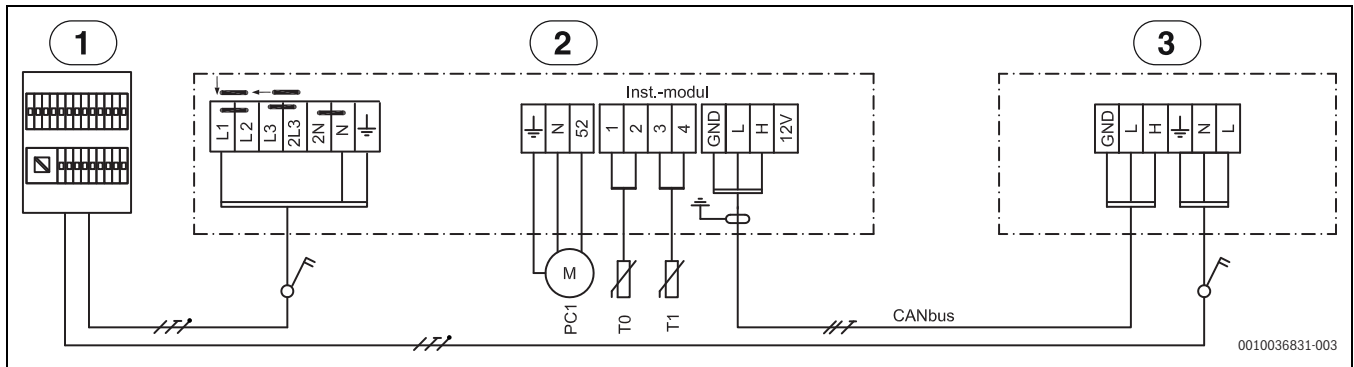 1
2
3
Inst.-modul
L1
L2
L3
2L3
2N
N
N
52
1
2
3
4
GND
L
H
12V
GND
L
H
N
L
M
PC1
T0
T1
CANbus
0010036831-003